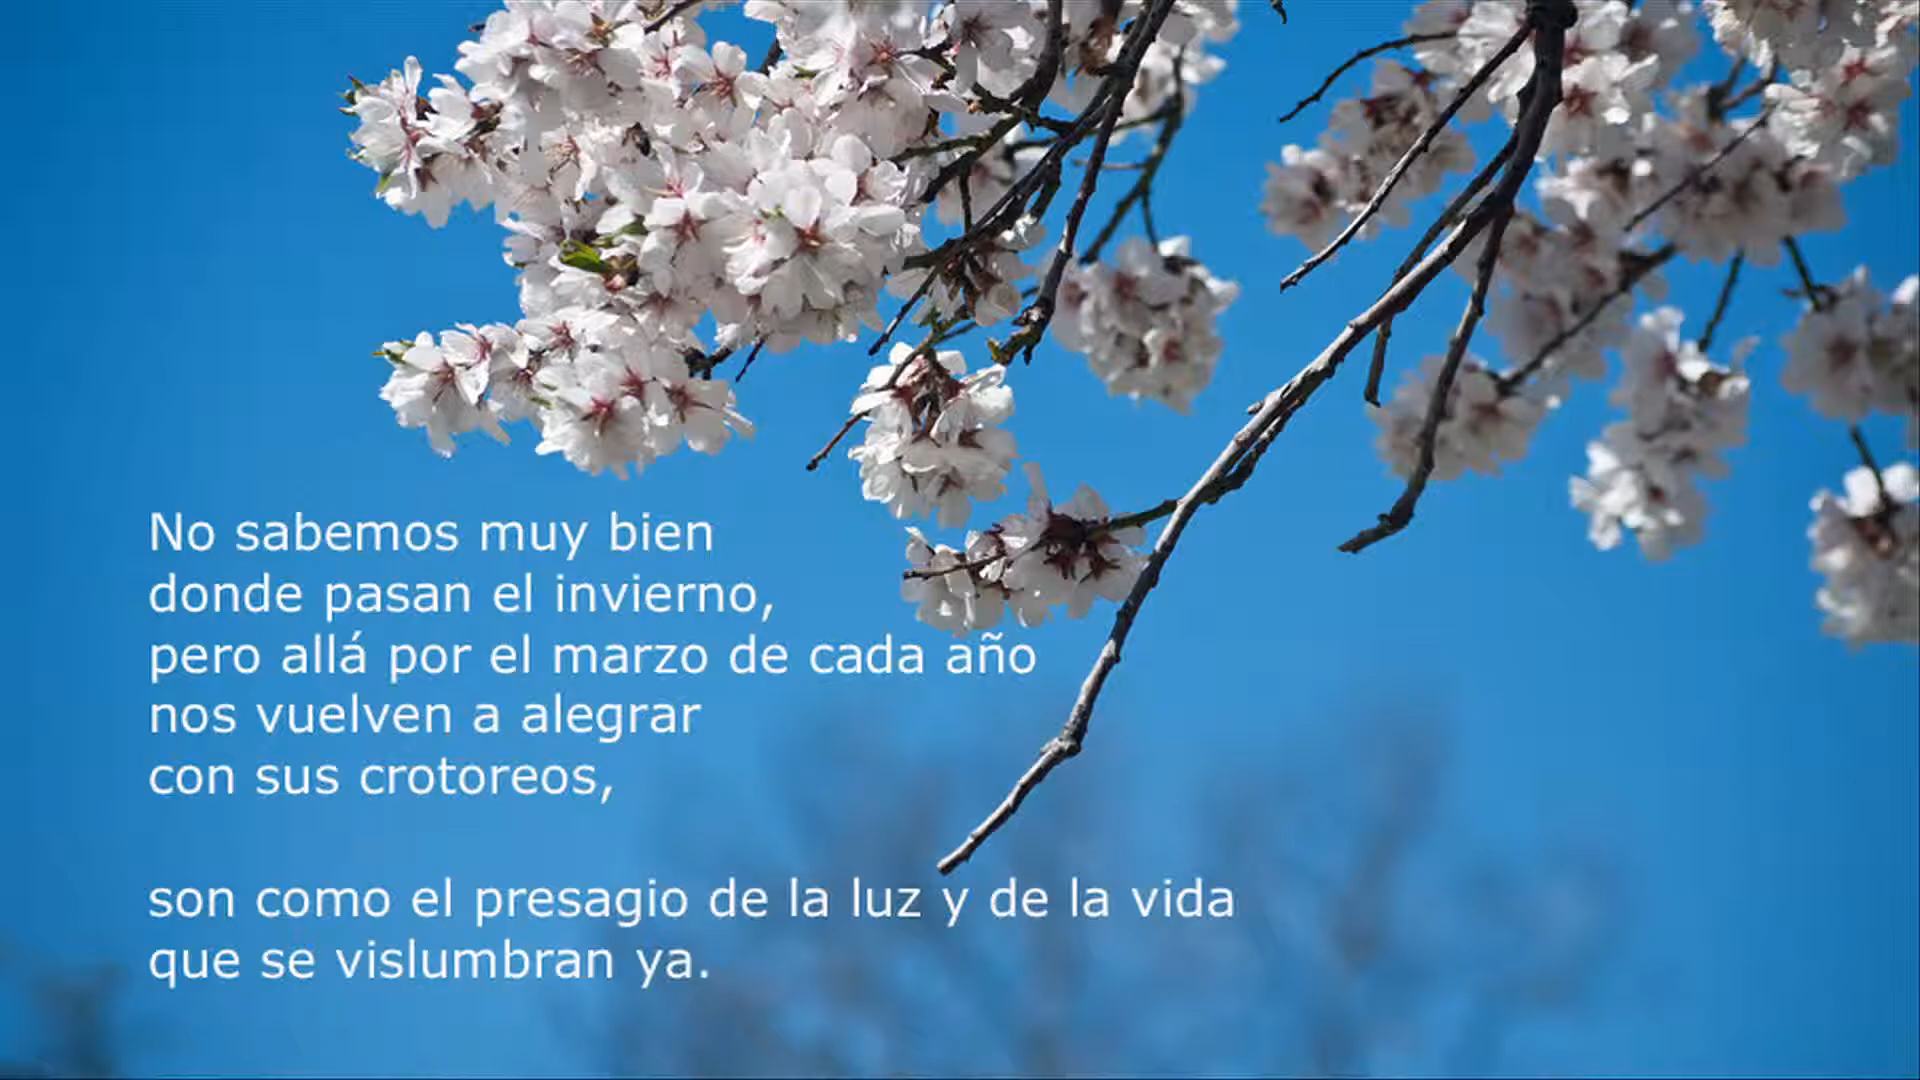 No sabemos muy bien
donde pasan el invierno,
pero allá por el marzo de cada año
nos vuelven a alegrar
con sus crotoreos,
son como el presagio de la luz y de la vida
que se vislumbran ya.